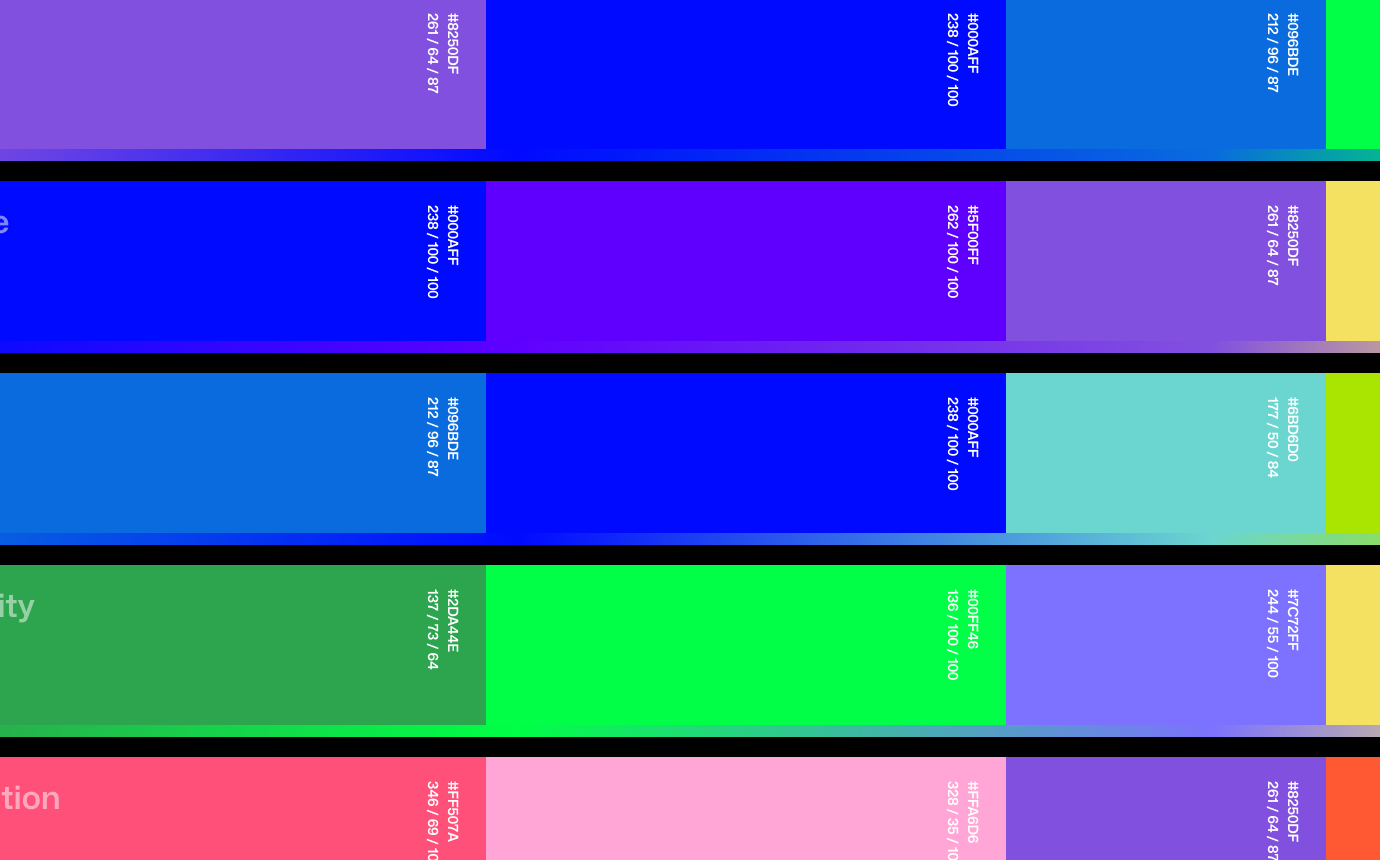 #8250DF
261 / 64 / 87
#000AFF
238 / 100 / 100
#096BDE
212 / 96 / 87
e
#000AFF
238 / 100 / 100
#5F00FF
262 / 100 / 100
#8250DF
261 / 64 / 87
#096BDE
212 / 96 / 87
#000AFF
238 / 100 / 100
#6BD6D0
177 / 50 / 84
ity
#2DA44E
137 / 73 / 64
#00FF46
136 / 100 / 100
#7C72FF
244 / 55 / 100
tion
#FF507A
346 / 69 / 10
#FFA6D6
328 / 35 / 10
#8250DF
261 / 64 / 87